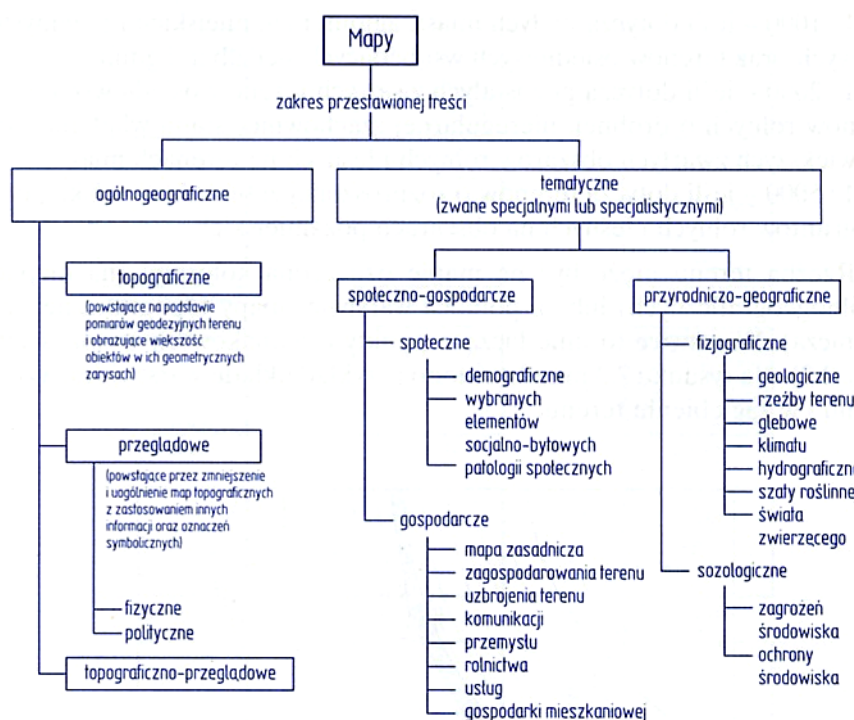 Mapy
zakres przestawionej treści
ogólnogeograficzne
topograficzne
(powstające na podstawie
pomiarów geodezyjnych terenu
i obrazujące większość
obiektów w ich geometrycznych
zarysach)
przeglądowe
(powstające przez zmniejszenie
i uogólnienie map topograficznych
z zastosowaniem innych
informacji oraz oznaczeń
symbolicznych)
fizyczne
polityczne
topograficzno-przeglądowe
tematyczne
(zwane specjalnymi lub specjalistycznymi)
społeczno-gospodarcze
społeczne
demograficzne
wybranych
elementów
socjalno-bytowych
patologii społecznych
gospodarcze
mapa zasadnicza
zagospodarowania terenu
uzbrojenia terenu
komunikacji
przemysłu
rolnictwa
usług
gospodarki mieszkaniowej
przyrodniczo-geograficzne
fizjograficzne
geologiczne
rzeźby terenu
glebowe
klimatu
hydrograficzne
szaty roślinne
świata
zwierzęcego
sozologiczne
zagrożeń
środowiska
ochrony
środowiska